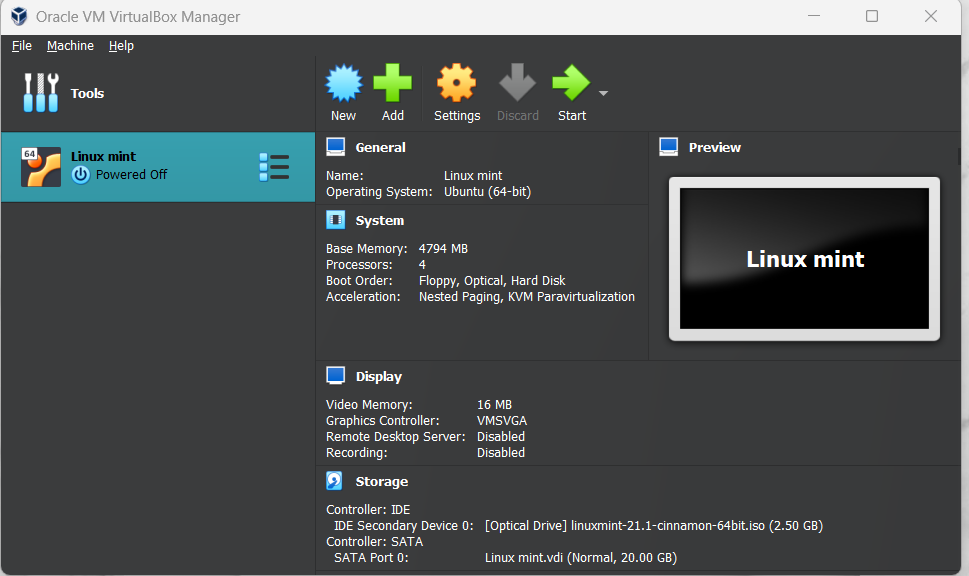 Oracle VM VirtualBox Manager
File Machine Help
Tools
New Add Settings Discard Start
64
Linux mint
Powered Off
General
Name: Linux mint
Operating System: Ubuntu (64-bit)
Preview
Linux mint
System
Base Memory: 4794 MB
Processors: 4
Boot Order: Floppy, Optical, Hard Disk
Acceleration: Nested Paging, KVM Paravirtualization
Display
Video Memory: 16 MB
Graphics Controller: VMSVGA
Remote Desktop Server: Disabled
Recording: Disabled
Storage
Controller: IDE
IDE Secondary Device 0: [Optical Drive] linuxmint-21.1-cinnamon-64bit.iso (2.50 GB)
Controller: SATA
SATA Port 0: Linux mint.vdi (Normal, 20.00 GB)